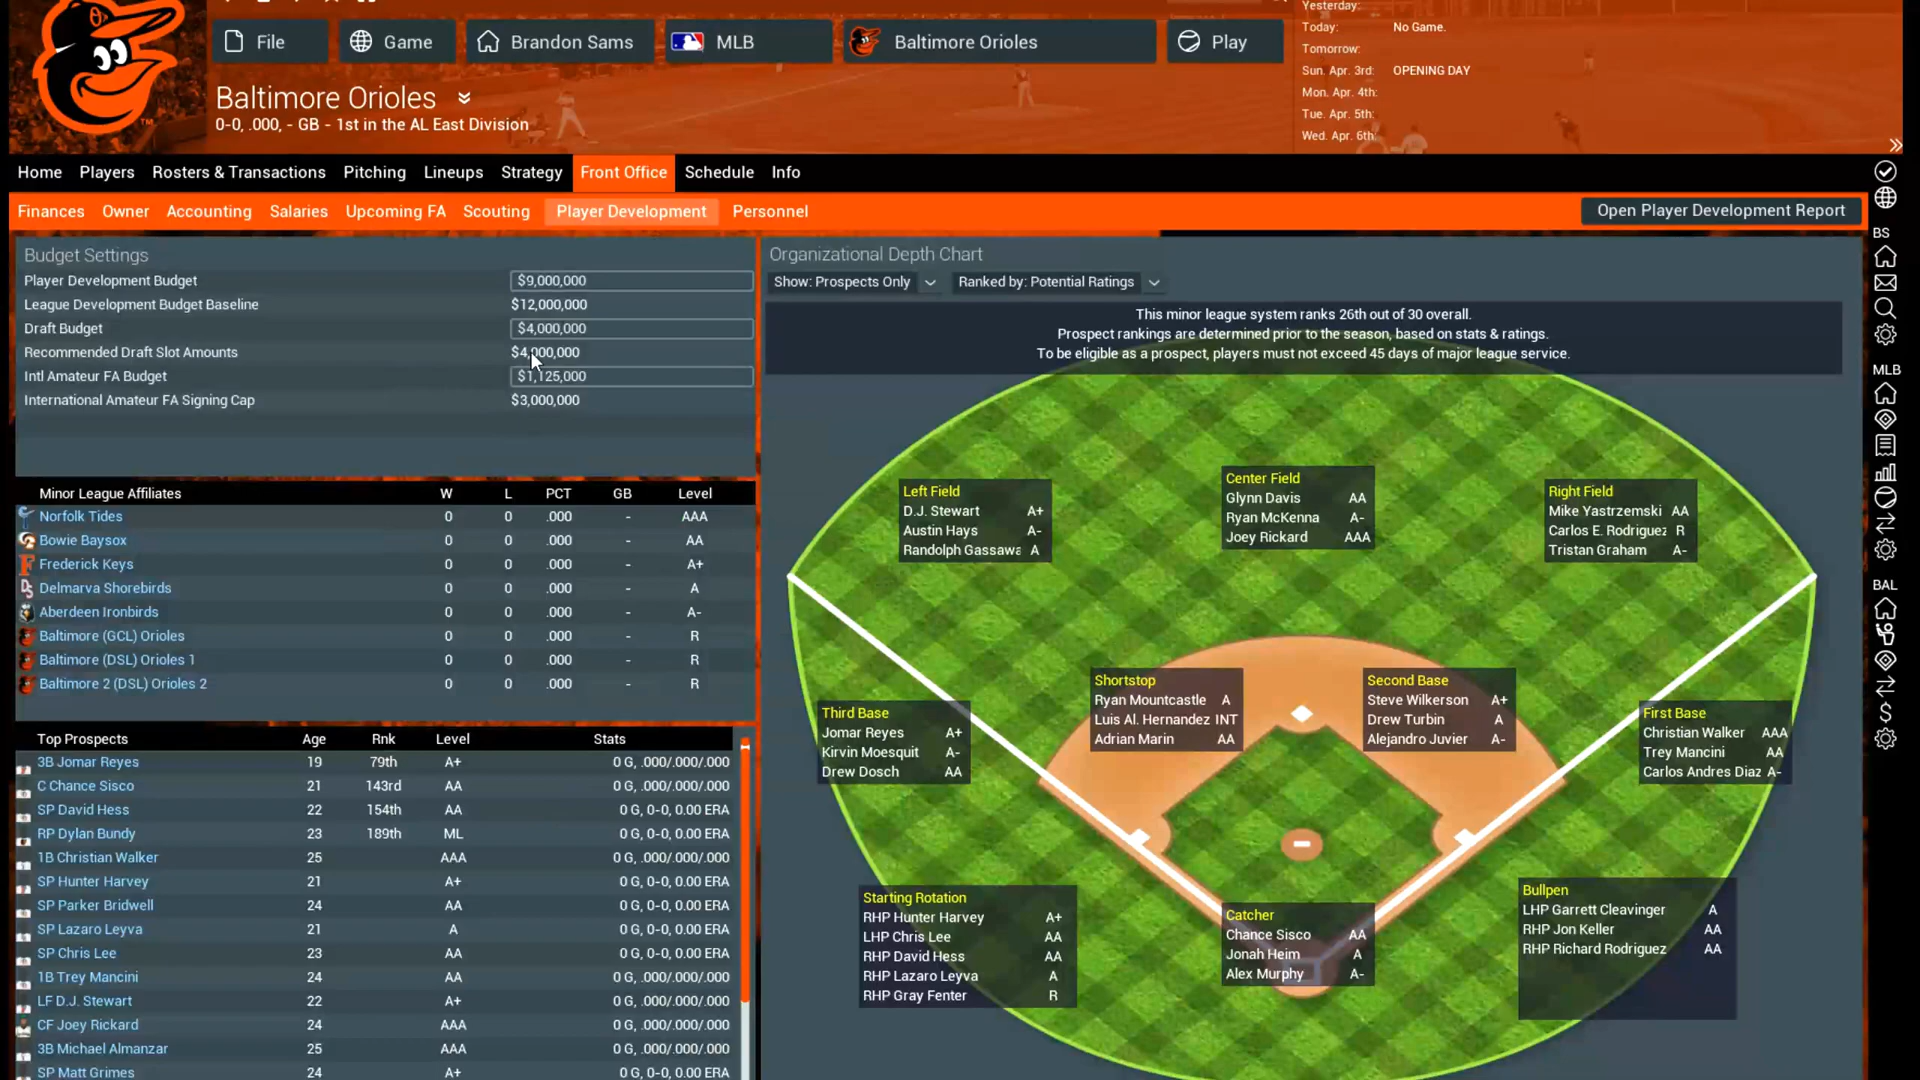 File
Game
Brandon Sams
MLB
Baltimore Orioles
Play
Yesterday:
Today: No Game.
Tomorrow:
Sun. Apr. 3rd: OPENING DAY
Mon. Apr. 4th:
Tue. Apr. 5th:
Wed. Apr. 6th:
Baltimore Orioles
0-0, .000, - GB - 1st in the AL East Division
Home Players Rosters & Transactions Pitching Lineups Strategy Front Office Schedule Info
Finances Owner Accounting Salaries Upcoming FA Scouting Player Development Personnel Open Player Development Report
Budget Settings
Player Development Budget $9,000,000
League Development Budget Baseline $12,000,000
Draft Budget $4,000,000
Recommended Draft Slot Amounts $4,000,000
Intl Amateur FA Budget $1,125,000
International Amateur FA Signing Cap $3,000,000
Minor League Affiliates W L PCT GB Level
Norfolk Tides 0 0 .000 - AAA
Bowie Baysox 0 0 .000 - AA
Frederick Keys 0 0 .000 - A+
Delmarva Shorebirds 0 0 .000 - A
Aberdeen Ironbirds 0 0 .000 - A-
Baltimore (GCL) Orioles 0 0 .000 - R
Baltimore (DSL) Orioles 1 0 0 .000 - R
Baltimore 2 (DSL) Orioles 2 0 0 .000 - R
Top Prospects Age Rnk Level Stats
3B Jomar Reyes 19 79th A+ 0 G, .000/.000/.000
C Chance Sisco 21 143rd AA 0 G, .000/.000/.000
SP David Hess 22 154th AA 0 G, 0-0, 0.00 ERA
RP Dylan Bundy 23 189th ML 0 G, 0-0, 0.00 ERA
1B Christian Walker 25 AAA 0 G, .000/.000/.000
SP Hunter Harvey 21 A+ 0 G, 0-0, 0.00 ERA
SP Parker Bridwell 24 AA 0 G, 0-0, 0.00 ERA
SP Lazaro Leyva 21 A 0 G, 0-0, 0.00 ERA
SP Chris Lee 23 AA 0 G, 0-0, 0.00 ERA
1B Trey Mancini 24 AA 0 G, .000/.000/.000
LF D.J. Stewart 22 A+ 0 G, .000/.000/.000
CF Joey Rickard 24 AAA 0 G, .000/.000/.000
3B Michael Almanzar 25 AAA 0 G, .000/.000/.000
SP Matt Grimes 24 A+ 0 G, 0-0, 0.00 ERA
Organizational Depth Chart
Show: Prospects Only Ranked by: Potential Ratings
This minor league system ranks 26th out of 30 overall.
Prospect rankings are determined prior to the season, based on stats & ratings.
To be eligible as a prospect, players must not exceed 45 days of major league service.
Left Field
D.J. Stewart A+
Austin Hays A-
Randolph Gassawa A
Center Field
Glynn Davis AA
Ryan McKenna A-
Joey Rickard AAA
Right Field
Mike Yastrzemski AA
Carlos E. Rodriguez R
Tristan Graham A-
Third Base
Jomar Reyes A+
Kirvin Moesquit A-
Drew Dosch AA
Shortstop
Ryan Mountcastle A
Luis Al. Hernandez INT
Adrian Marin AA
Second Base
Steve Wilkerson A+
Drew Turbin A
Alejandro Juvier A-
First Base
Christian Walker AAA
Trey Mancini AA
Carlos Andres Diaz A-
Starting Rotation
RHP Hunter Harvey A+
LHP Chris Lee AA
RHP David Hess AA
RHP Lazaro Leyva A
RHP Gray Fenter R
Catcher
Chance Sisco AA
Jonah Heim A
Alex Murphy A-
Bullpen
LHP Garrett Cleavinger A
RHP Jon Keller AA
RHP Richard Rodriguez AA
BS
MLB
BAL